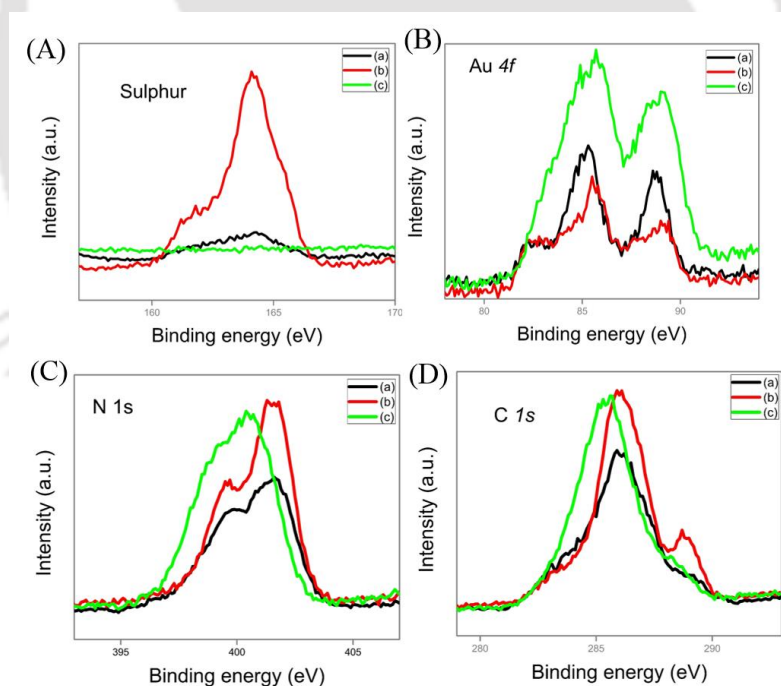 (A)
Sulphur
(a)
(b)
(c)
Intensity (a.u.)
160 165 170
Binding energy (eV)
(B)
Au 4f
(a)
(b)
(c)
Intensity (a.u.)
80 85 90
Binding energy (eV)
(C)
N 1s
(a)
(b)
(c)
Intensity (a.u.)
395 400 405
Binding energy (eV)
(D)
C 1s
(a)
(b)
(c)
Intensity (a.u.)
280 285 290
Binding energy (eV)